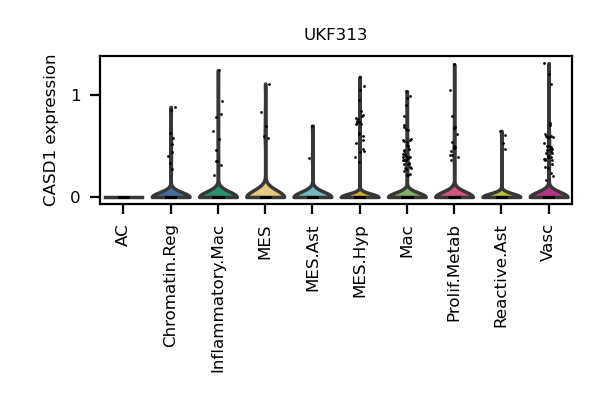 UKF313
CASD1 expression
1
0
AC
Chromatin.Reg
Inflammatory.Mac
MES
MES.Ast
MES.Hyp
Mac
Prolif.Metab
Reactive.Ast
Vasc